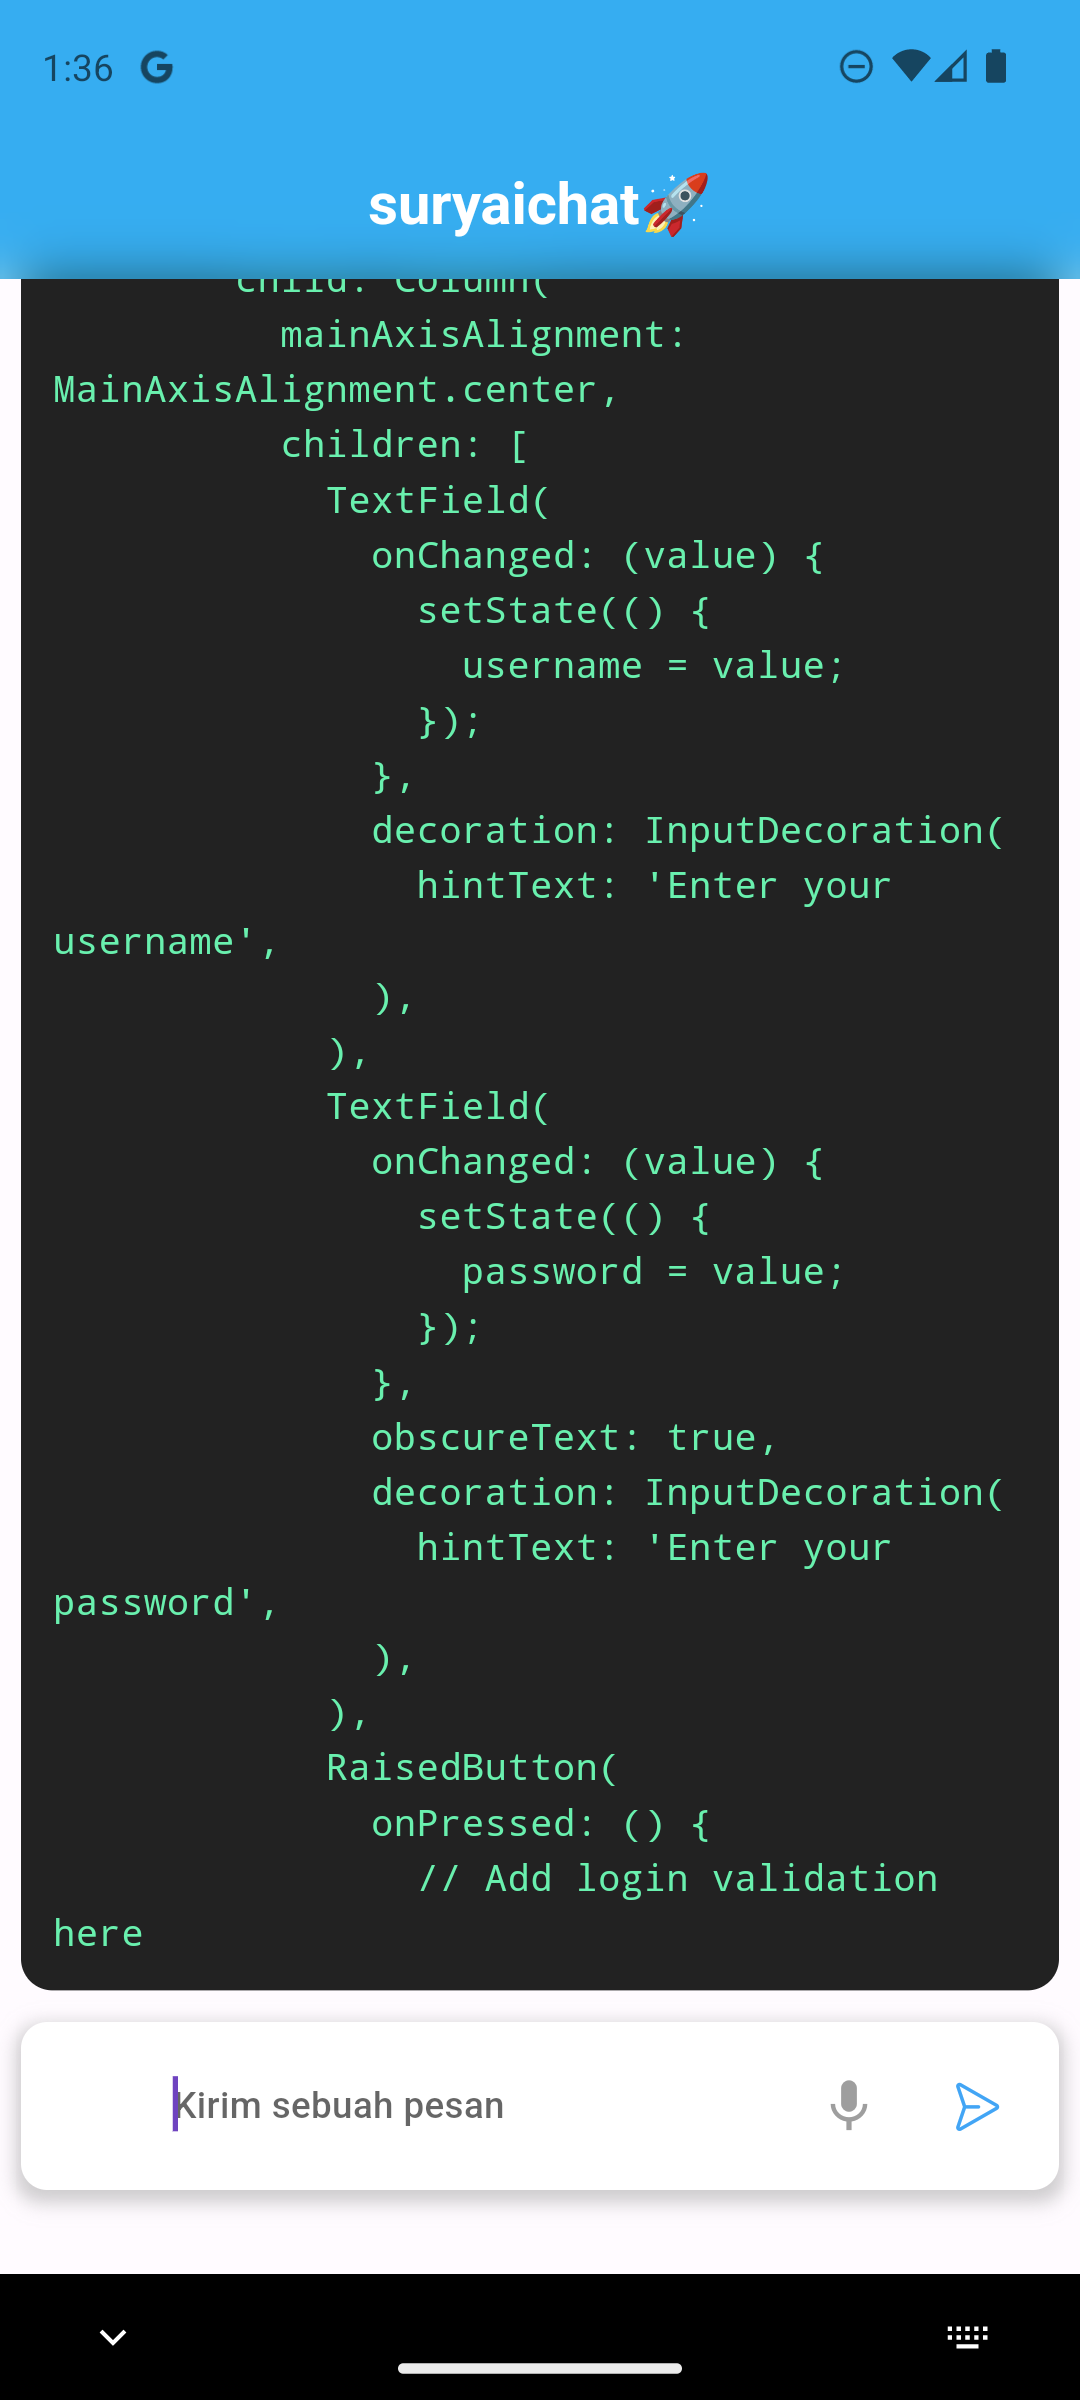 1:36
suryaichat🚀
child: Column(
mainAxisAlignment:
MainAxisAlignment.center,
children: [
TextField(
onChanged: (value) {
setState(() {
username = value;
});
},
decoration: InputDecoration(
hintText: 'Enter your
username',
),
),
TextField(
onChanged: (value) {
setState(() {
password = value;
});
},
obscureText: true,
decoration: InputDecoration(
hintText: 'Enter your
password',
),
),
RaisedButton(
onPressed: () {
// Add login validation
here
Kirim sebuah pesan